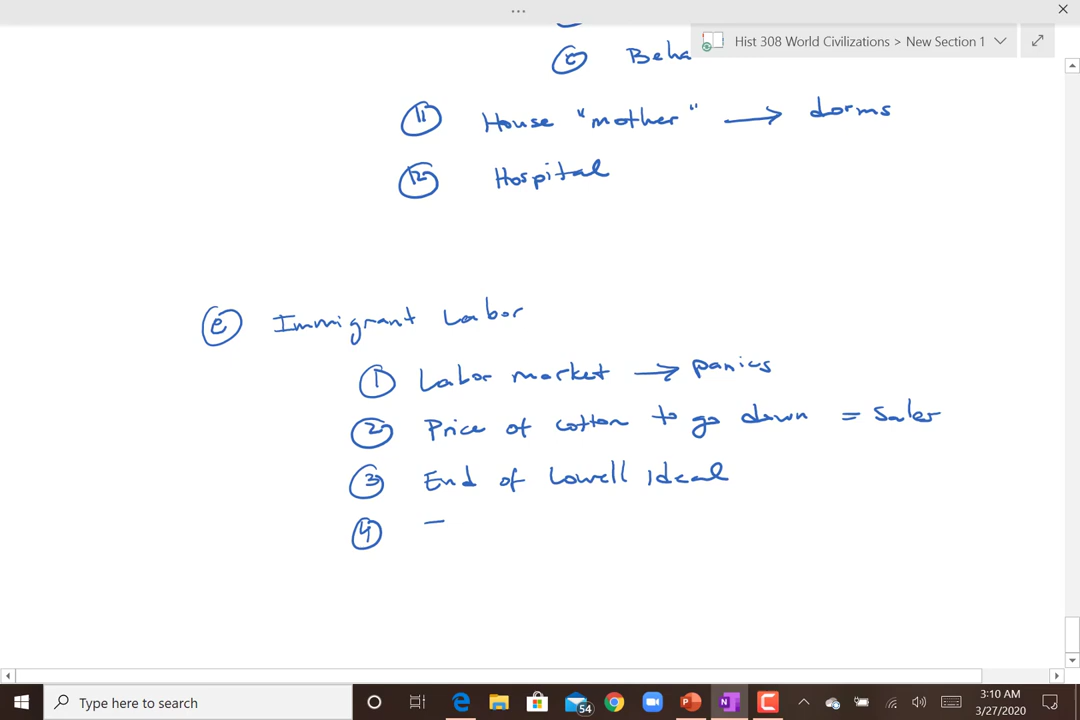 Hist 308 World Civilizations > New Section 1
Beha
11 House "mother" → dorms
12 Hospital
e Immigrant Labor
1 Labor market → panics
2 Price of cotton to go down = Sales
3 End of Lowell Ideal
4
Type here to search
54
3:10 AM
3/27/2020